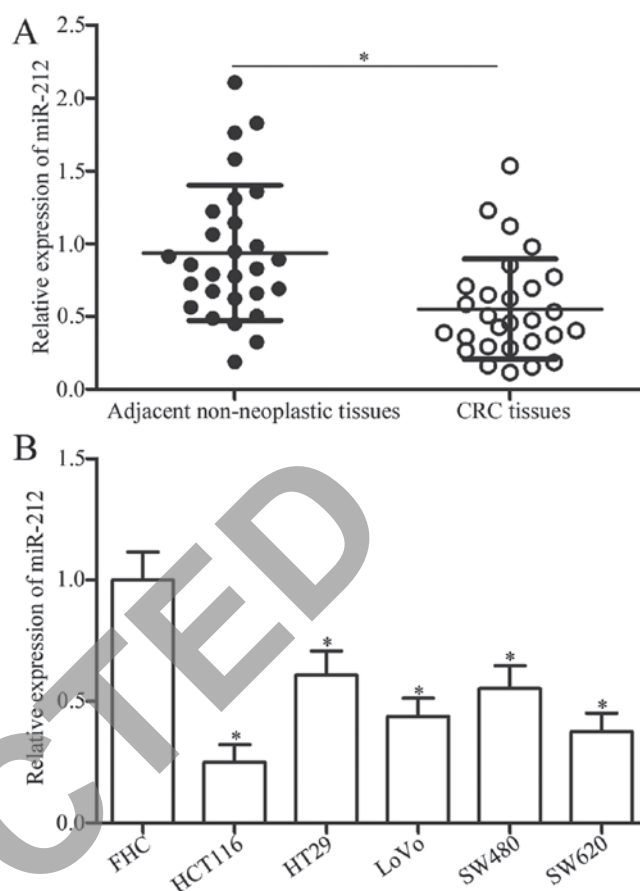 A
Relative expression of miR-212
2.5
2.0
1.5
1.0
0.5
0.0
*
Adjacent non-neoplastic tissues
CRC tissues
B
Relative expression of miR-212
1.5
1.0
0.5
0.0
*
*
*
*
*
FHC
HCT116
HT29
LoVo
SW480
SW620
CTED